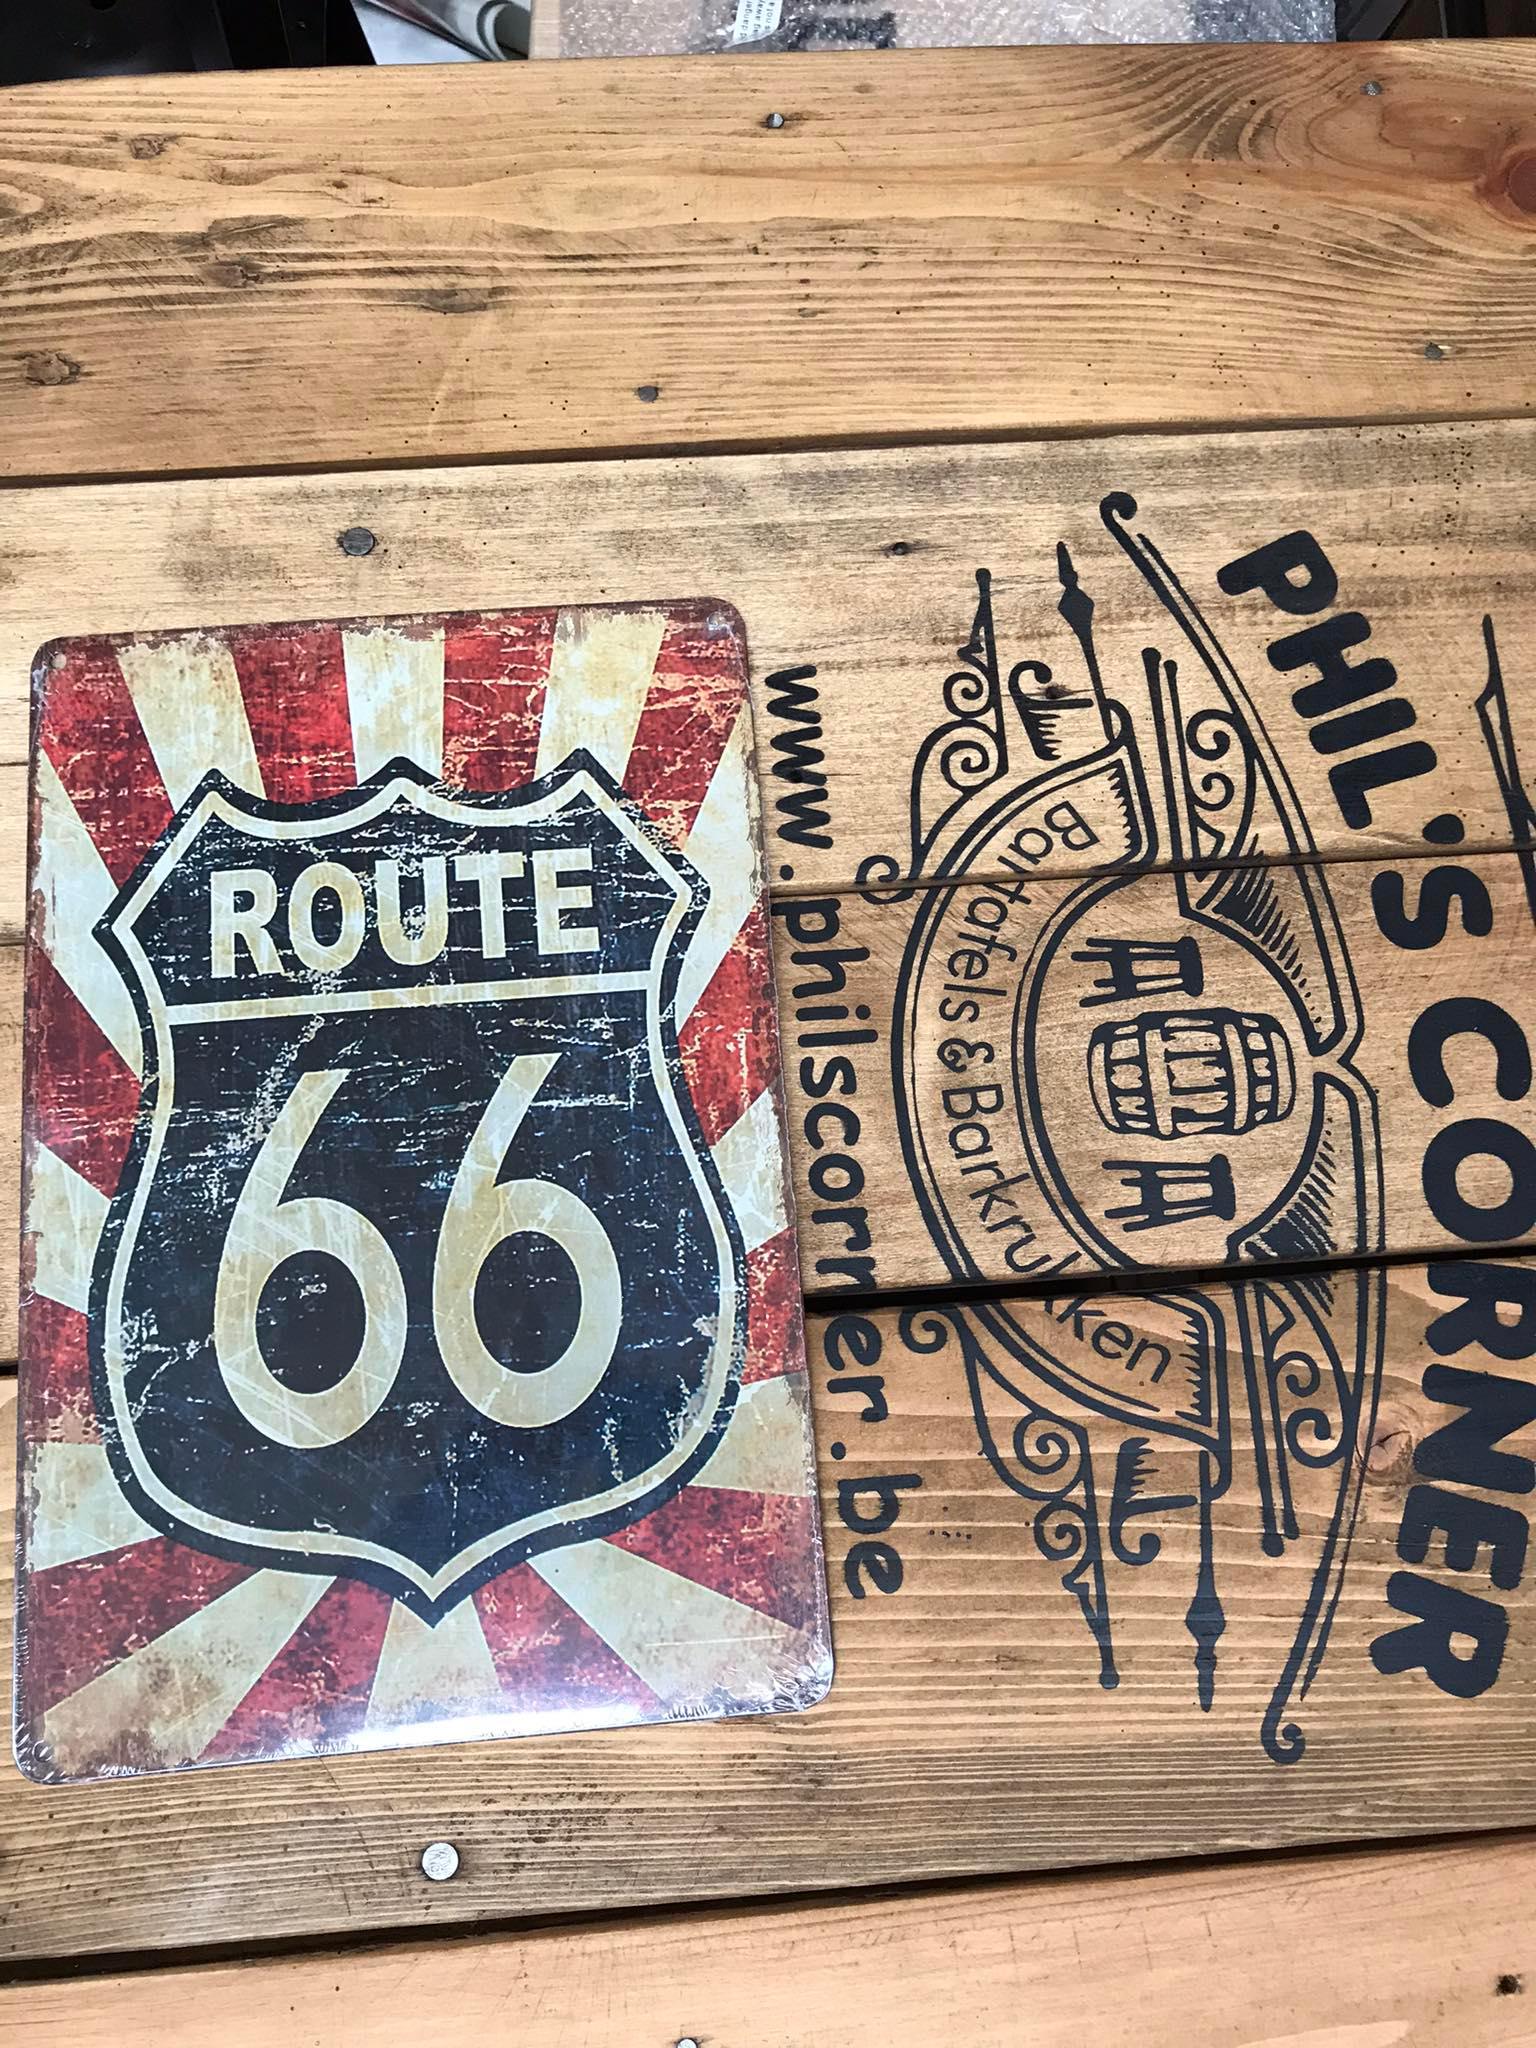 ROUTE
66
PHIL'S CORNER
Bartafels & Barkrukken
www.philscorner.be